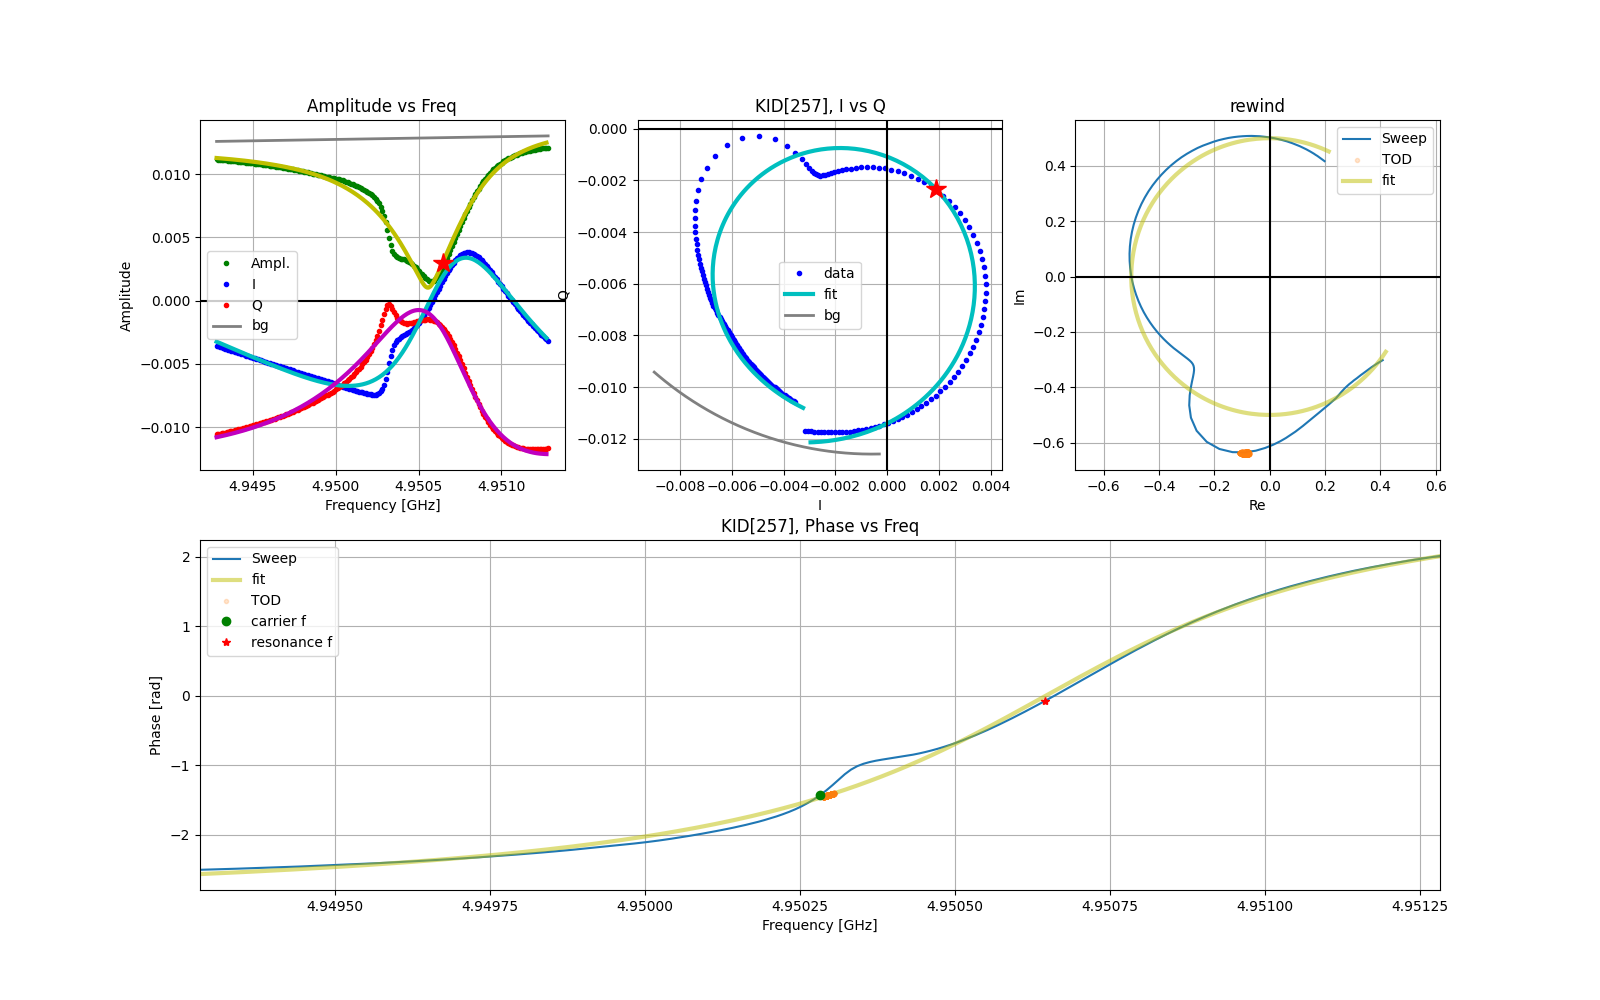 Amplitude vs Freq
Amplitude
0.010
0.005
0.000
−0.005
−0.010
Ampl.
I
Q
bg
4.9495
4.9500
4.9505
4.9510
Frequency [GHz]
KID[257], I vs Q
Q
0.000
−0.002
−0.004
−0.006
−0.008
−0.010
−0.012
data
fit
bg
−0.008
−0.006
−0.004
−0.002
0.000
0.002
0.004
I
rewind
Im
0.4
0.2
0.0
−0.2
−0.4
−0.6
Sweep
TOD
fit
−0.6
−0.4
−0.2
0.0
0.2
0.4
0.6
Re
KID[257], Phase vs Freq
Phase [rad]
2
1
0
−1
−2
Sweep
fit
TOD
carrier f
resonance f
4.94950
4.94975
4.95000
4.95025
4.95050
4.95075
4.95100
4.95125
Frequency [GHz]